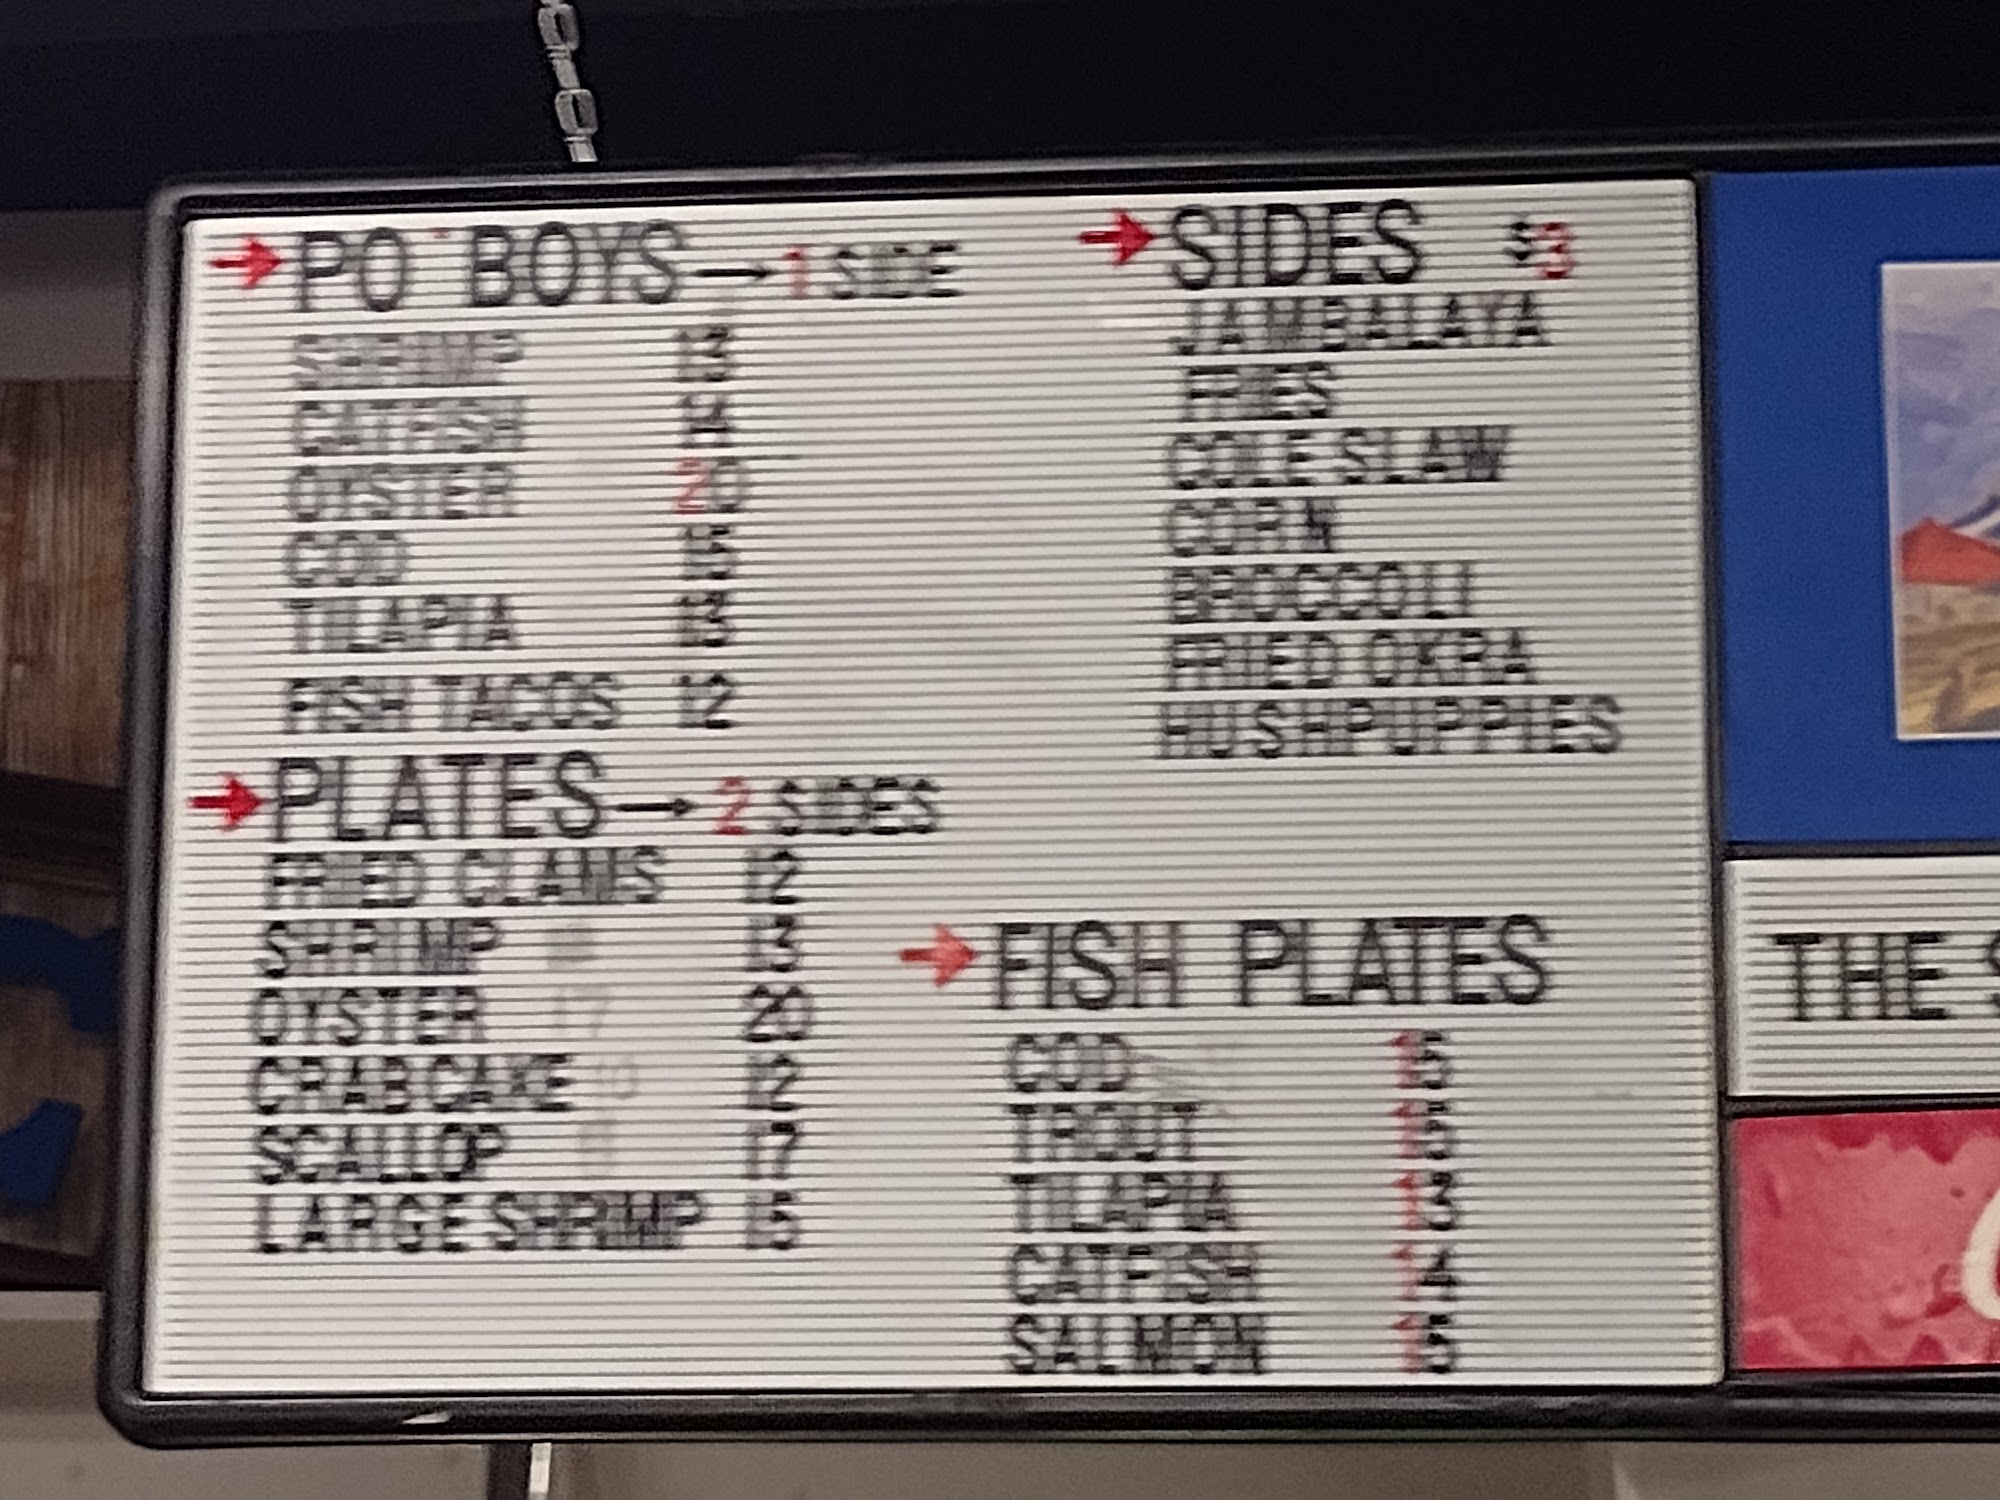 PO' BOYS → 1 SIDE
SHRIMP 13
CATFISH 14
OYSTER 20
COD 15
TILAPIA 13
FISH TACOS 12
PLATES → 2 SIDES
FRIED CLAMS 12
SHRIMP 13
OYSTER 20
CRAB CAKE 12
SCALLOP 17
LARGE SHRIMP 15
SIDES $3
JAMBALAYA
FRIES
COLE SLAW
CORN
BROCCOLI
FRIED OKRA
HUSHPUPPIES
FISH PLATES
COD 15
TROUT 15
TILAPIA 13
CATFISH 14
SALMON 15
THE